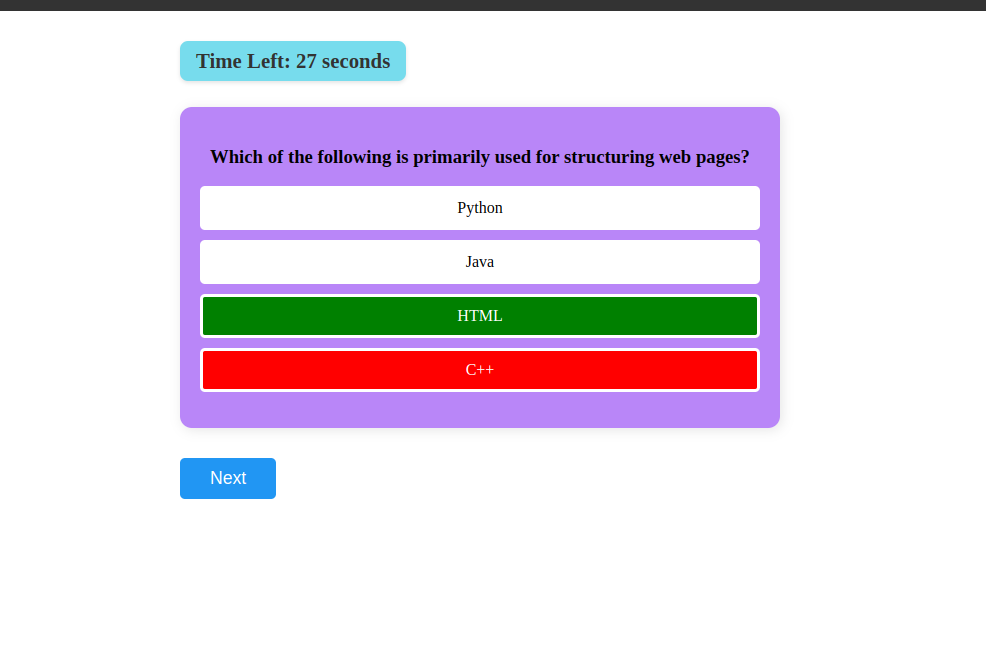 Time Left: 27 seconds
Which of the following is primarily used for structuring web pages?
Python
Java
HTML
C++
Next